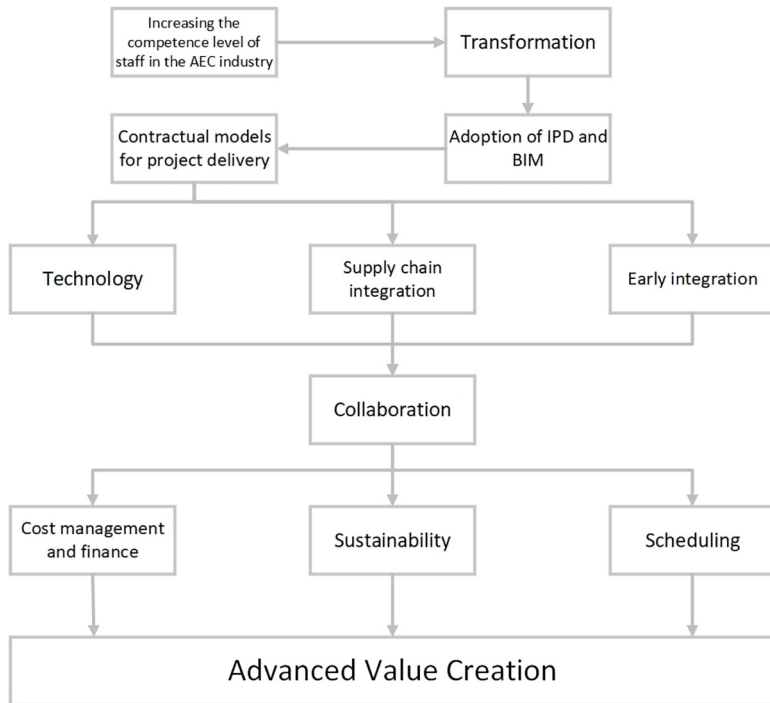 Increasing the
competence level of
staff in the AEC industry
Transformation
Contractual models
for project delivery
Adoption of IPD and
BIM
Technology
Supply chain
integration
Early integration
Collaboration
Cost management
and finance
Sustainability
Scheduling
Advanced Value Creation